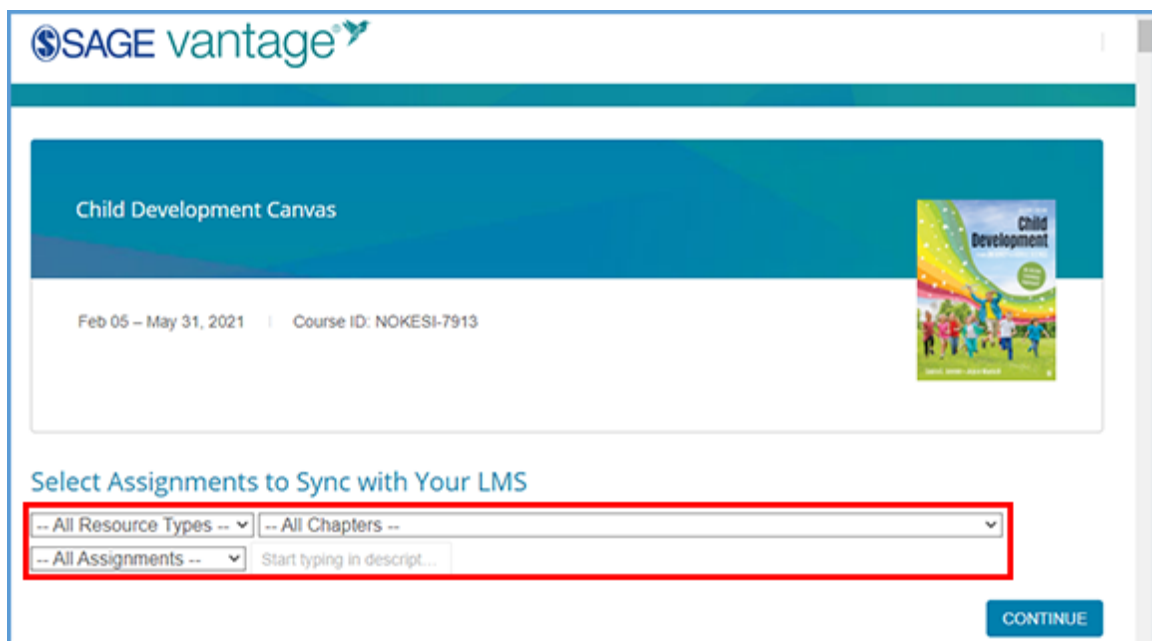 SSAGE vantage
Child Development Canvas
Child
Development
Feb 05 – May 31, 2021 | Course ID: NOKESI-7913
Select Assignments to Sync with Your LMS
-- All Resource Types -- -- All Chapters --
-- All Assignments -- Start typing in descript...
CONTINUE